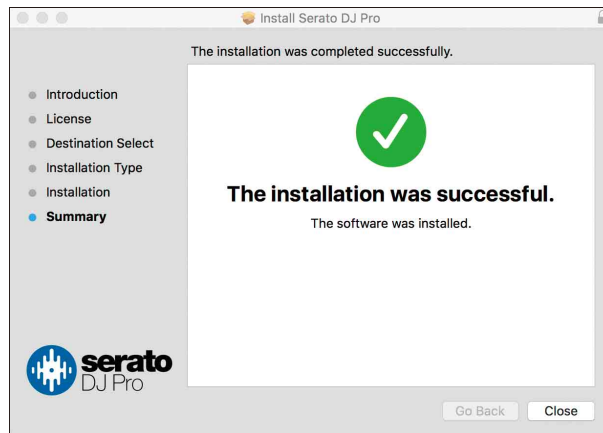 Install Serato DJ Pro
The installation was completed successfully.
Introduction
License
Destination Select
Installation Type
Installation
Summary
The installation was successful.
The software was installed.
serato
DJ Pro
Go Back
Close